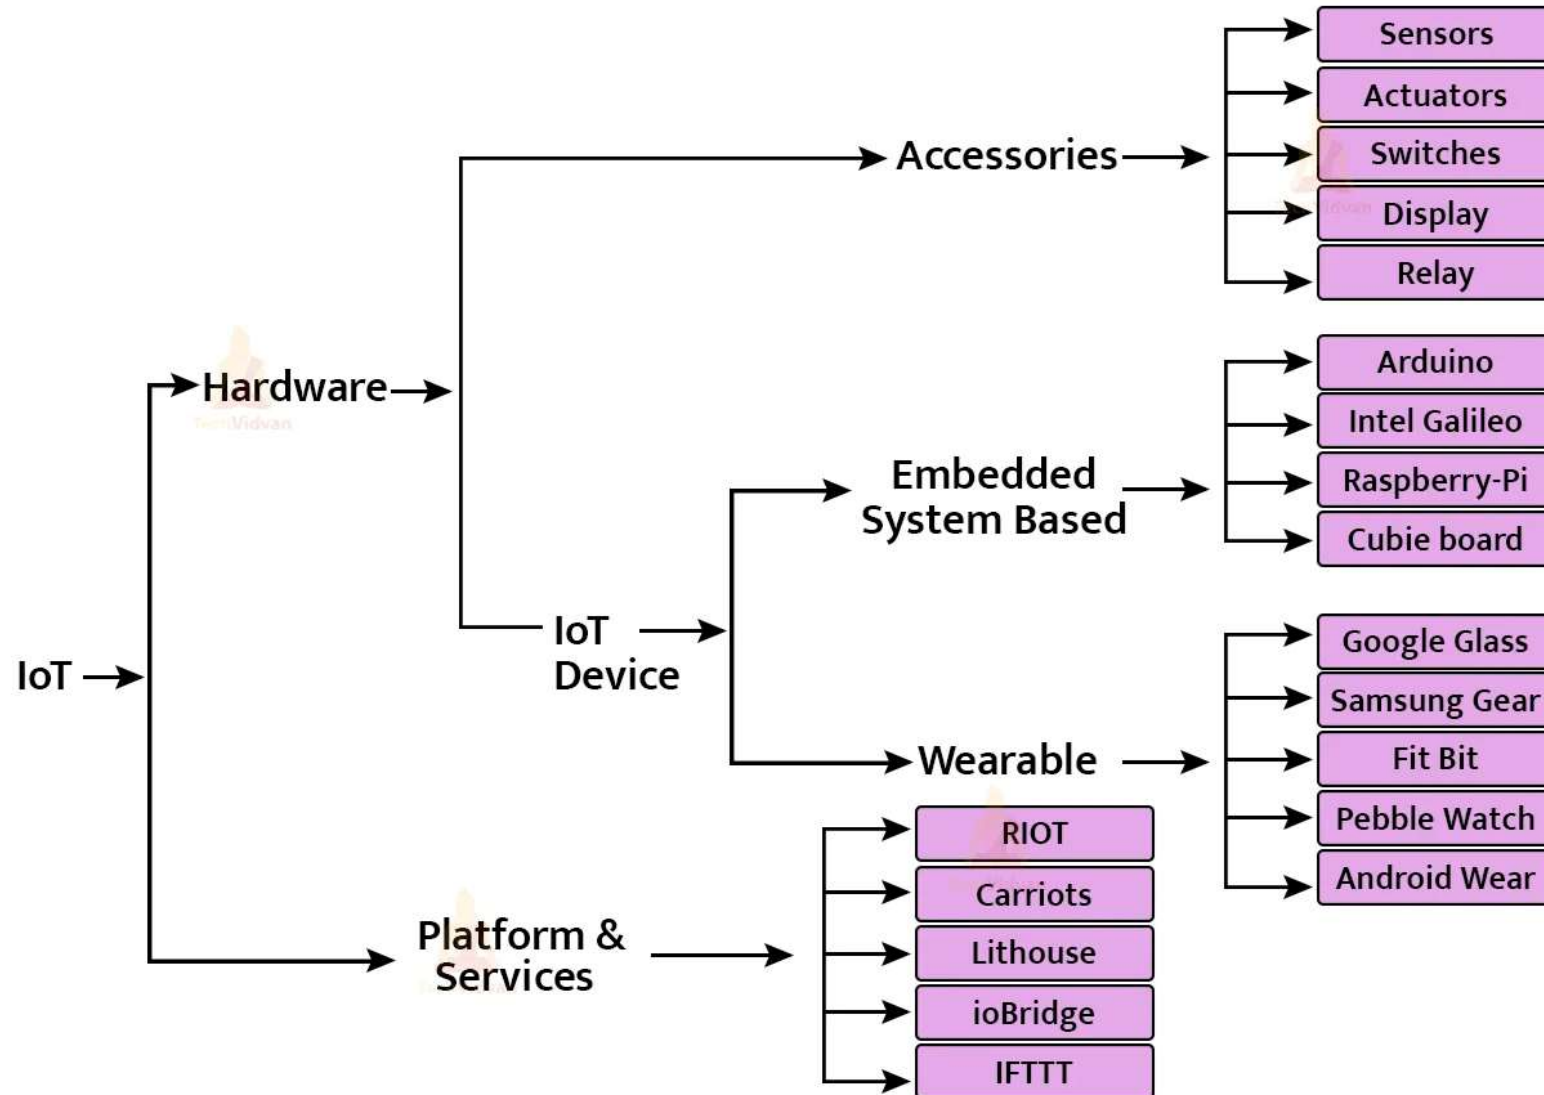 Sensors
Actuators
Switches
Display
Relay
Accessories
Hardware
TechVidvan
Arduino
Intel Galileo
Raspberry-Pi
Cubie board
Embedded
System Based
IoT
Device
IoT
Google Glass
Samsung Gear
Fit Bit
Pebble Watch
Android Wear
Wearable
RIOT
Carriots
Lithouse
ioBridge
IFTTT
Platform &
Services